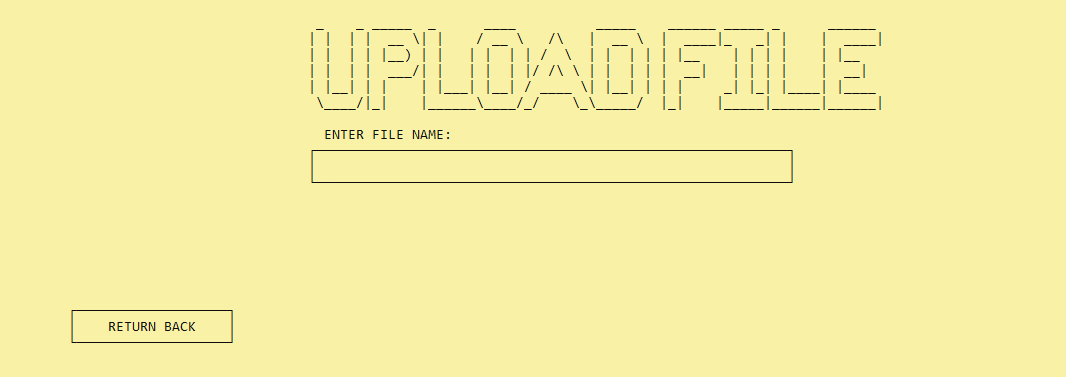 UPLOAD FILE
ENTER FILE NAME:
RETURN BACK